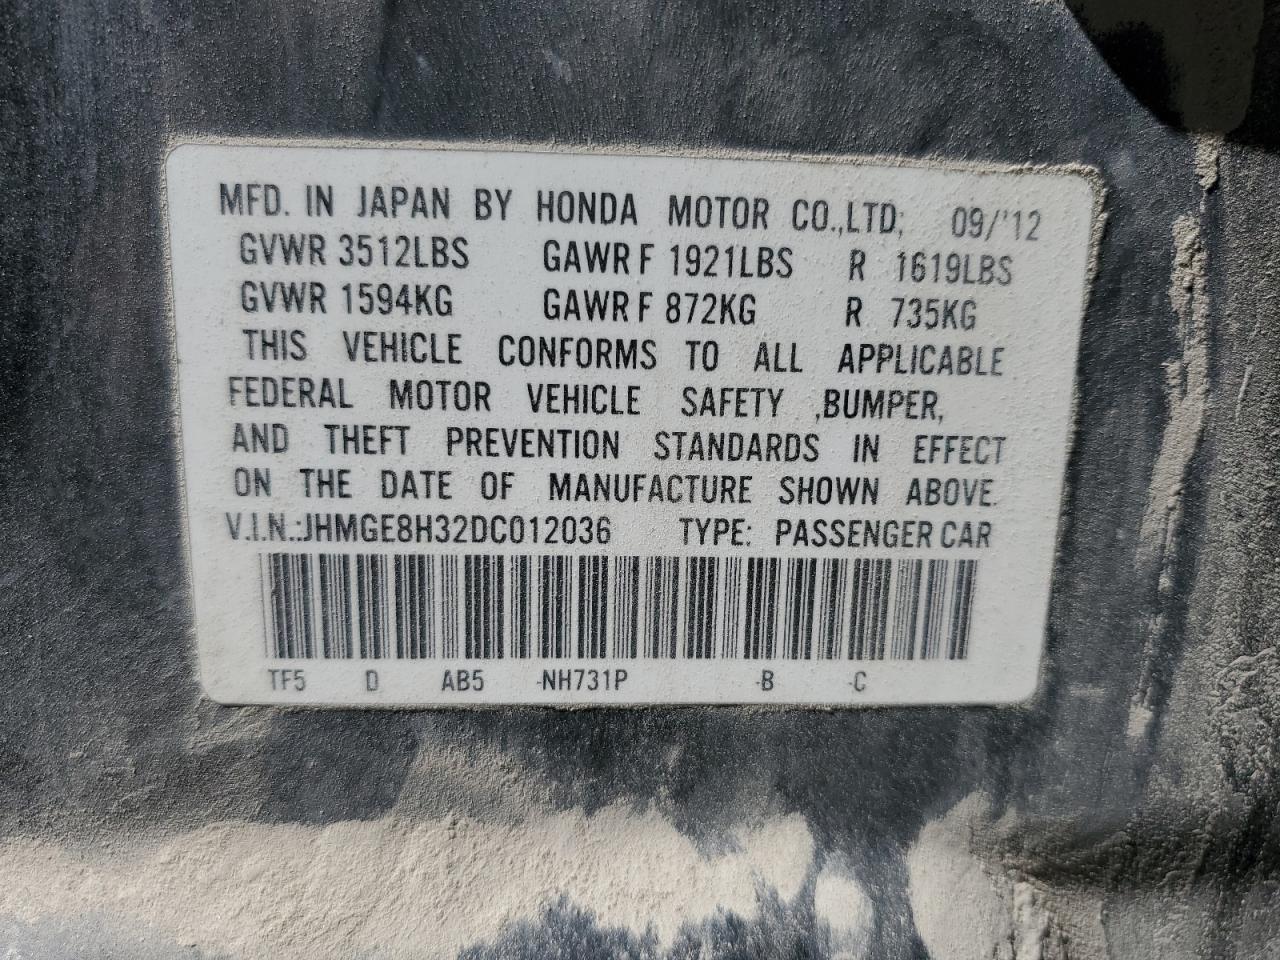 MFD. IN JAPAN BY HONDA MOTOR CO.,LTD; 09/'12
GVWR 3512LBS GAWR F 1921LBS R 1619LBS
GVWR 1594KG GAWR F 872KG R 735KG
THIS VEHICLE CONFORMS TO ALL APPLICABLE
FEDERAL MOTOR VEHICLE SAFETY ,BUMPER,
AND THEFT PREVENTION STANDARDS IN EFFECT
ON THE DATE OF MANUFACTURE SHOWN ABOVE.
V.I.N.:JHMGE8H32DC012036 TYPE: PASSENGER CAR
TF5 D AB5 -NH731P -B -C